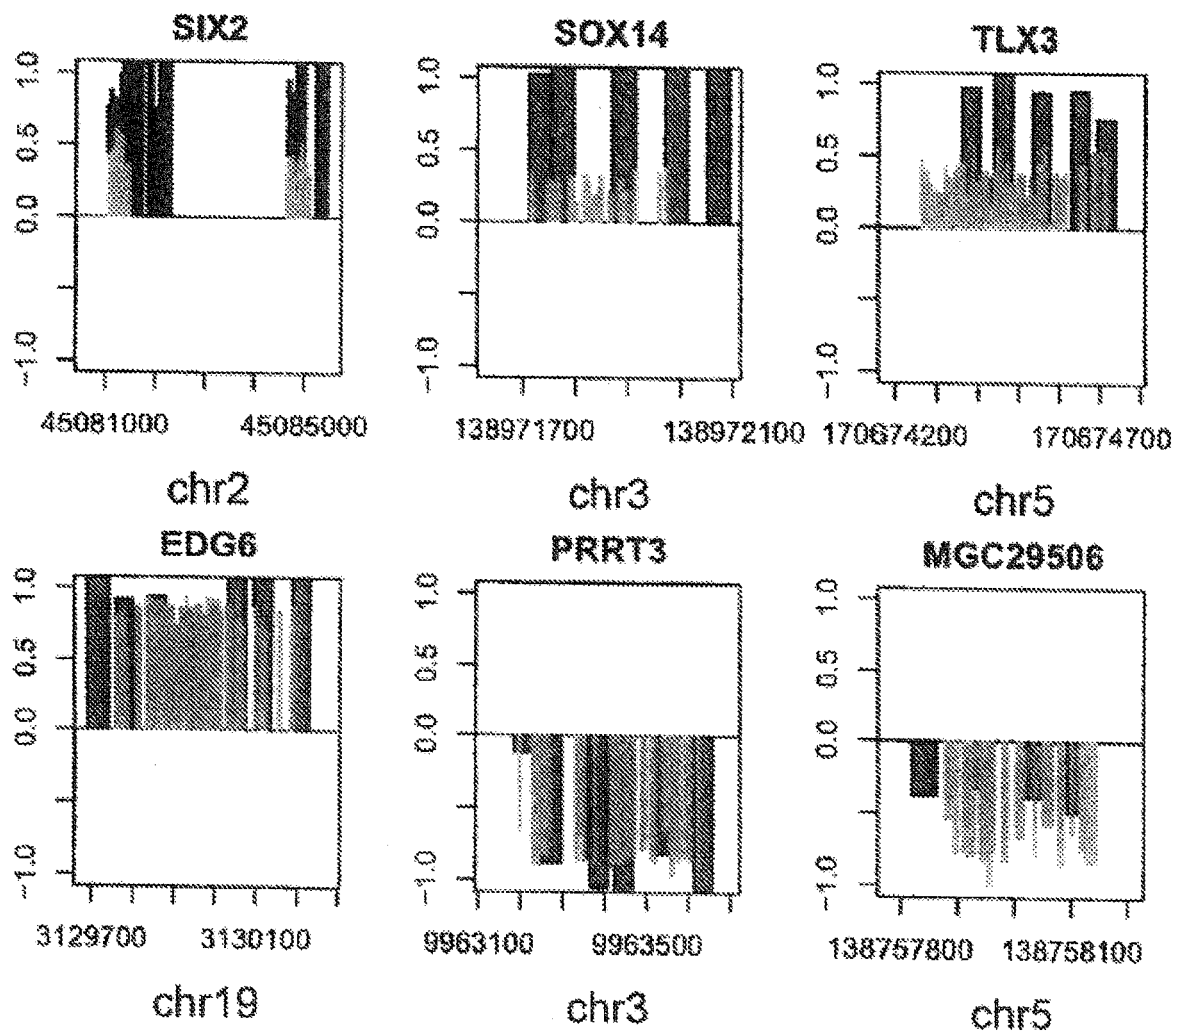 SIX2 SOX14 TLX3
1.0 1.0 1.0
0.5 0.5 0.5
0.0 0.0 0.0
-1.0 -1.0 -1.0
45081000 45085000 138971700 138972100 170674200 170674700
chr2 chr3 chr5
EDG6 PRRT3 MGC29506
1.0 1.0 1.0
0.5 0.5 0.5
0.0 0.0 0.0
-1.0 -1.0 -1.0
3129700 3130100 9963100 9963500 138757800 138758100
chr19 chr3 chr5